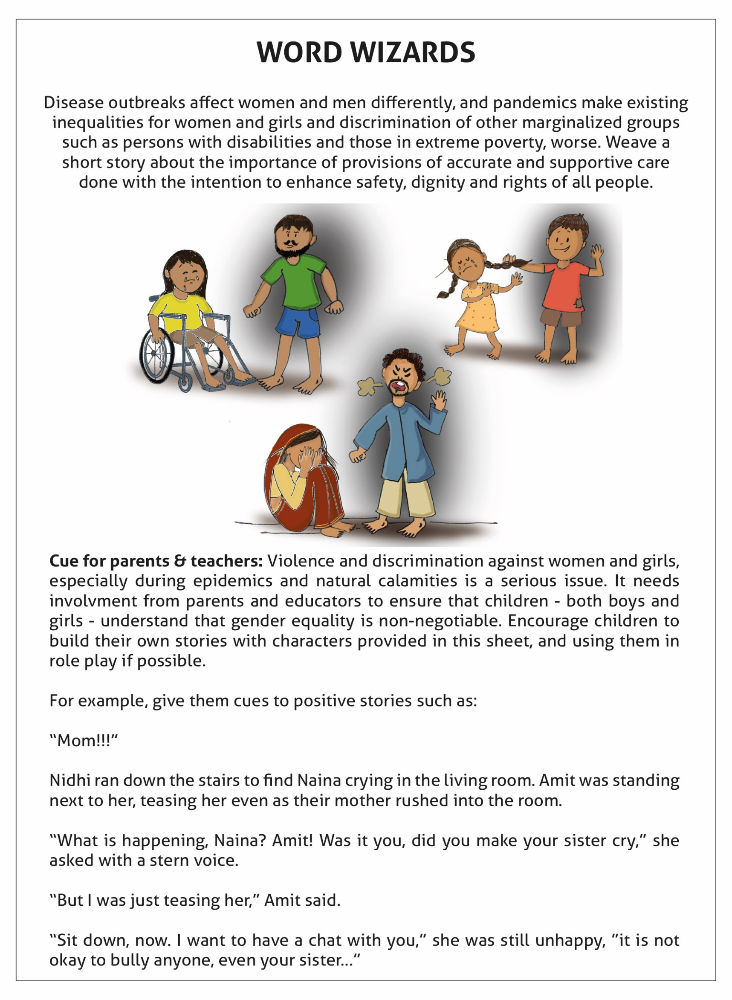 WORD WIZARDS
Disease outbreaks affect women and men differently, and pandemics make existing
inequalities for women and girls and discrimination of other marginalized groups
such as persons with disabilities and those in extreme poverty, worse. Weave a
short story about the importance of provisions of accurate and supportive care
done with the intention to enhance safety, dignity and rights of all people.
Cue for parents & teachers: Violence and discrimination against women and girls,
especially during epidemics and natural calamities is a serious issue. It needs
involvment from parents and educators to ensure that children - both boys and
girls - understand that gender equality is non-negotiable. Encourage children to
build their own stories with characters provided in this sheet, and using them in
role play if possible.
For example, give them cues to positive stories such as:
“Mom!!!”
Nidhi ran down the stairs to find Naina crying in the living room. Amit was standing
next to her, teasing her even as their mother rushed into the room.
“What is happening, Naina? Amit! Was it you, did you make your sister cry,” she
asked with a stern voice.
“But I was just teasing her,” Amit said.
“Sit down, now. I want to have a chat with you,” she was still unhappy, ”it is not
okay to bully anyone, even your sister...”